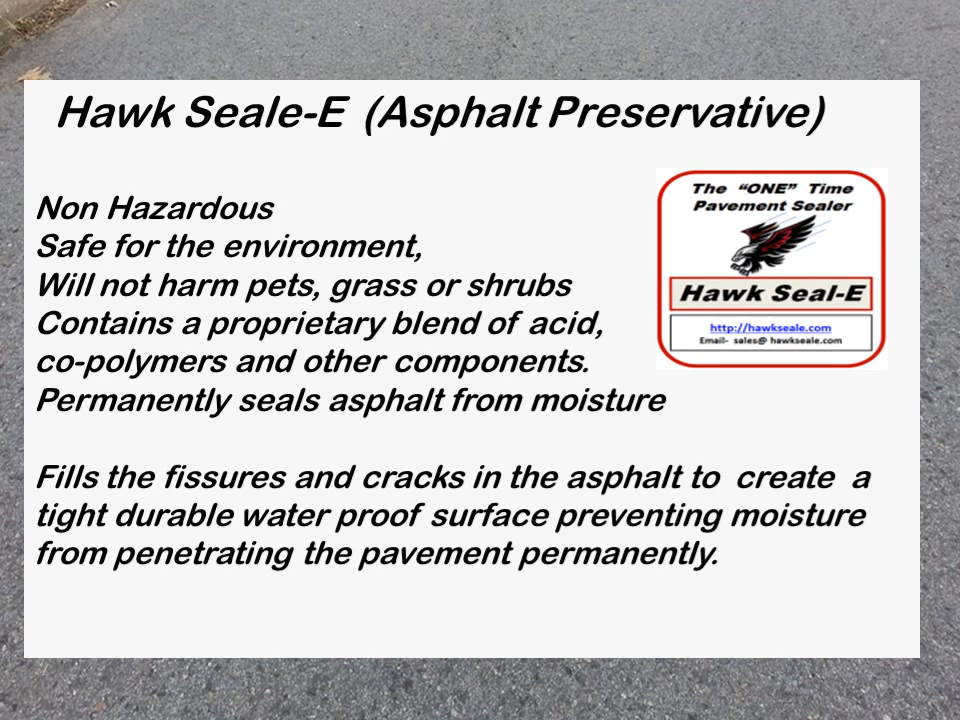 Hawk Seale-E (Asphalt Preservative)
Non Hazardous
Safe for the environment,
Will not harm pets, grass or shrubs
Contains a proprietary blend of acid,
co-polymers and other components.
Permanently seals asphalt from moisture
The “ONE” Time
Pavement Sealer
Hawk Seal-E
http://hawkseale.com
Email- sales@ hawkseale.com
Fills the fissures and cracks in the asphalt to create a
tight durable water proof surface preventing moisture
from penetrating the pavement permanently.